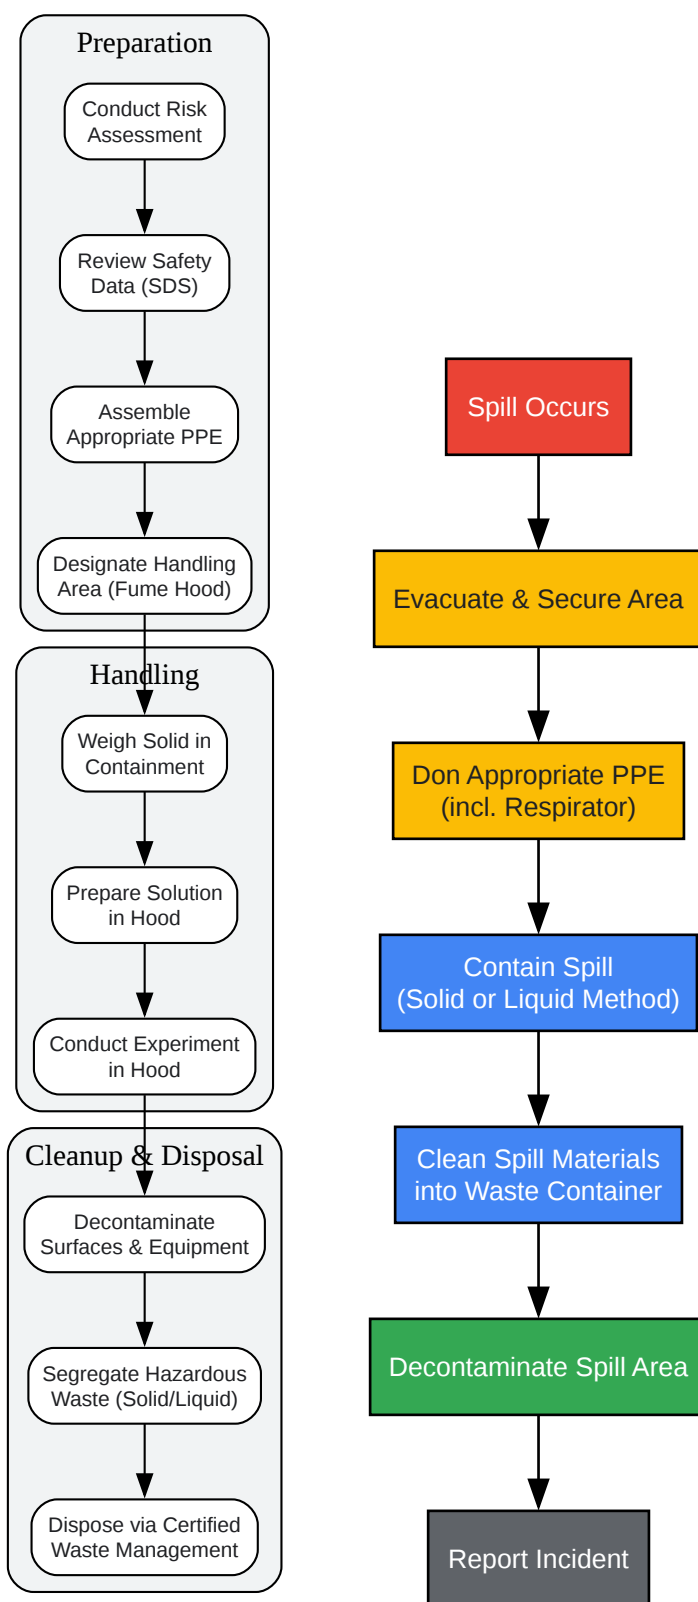 Preparation
Conduct Risk
Assessment
Review Safety
Data (SDS)
Assemble
Appropriate PPE
Designate Handling
Area (Fume Hood)
Handling
Weigh Solid in
Containment
Prepare Solution
in Hood
Conduct Experiment
in Hood
Cleanup & Disposal
Decontaminate
Surfaces & Equipment
Segregate Hazardous
Waste (Solid/Liquid)
Dispose via Certified
Waste Management
Spill Occurs
Evacuate & Secure Area
Don Appropriate PPE
(incl. Respirator)
Contain Spill
(Solid or Liquid Method)
Clean Spill Materials
into Waste Container
Decontaminate Spill Area
Report Incident